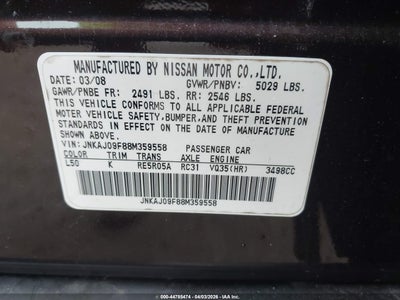 MANUFACTURED BY NISSAN MOTOR CO.,LTD.
DATE: 03/08 GVWR/PNBV: 5029 LBS.
GAWR/PNBE FR: 2491 LBS. RR: 2546 LBS.
THIS VEHICLE CONFORMS TO ALL APPLICABLE FEDERAL
MOTOR VEHICLE SAFETY, BUMPER, AND THEFT PREVENTION
STANDARDS IN EFFECT ON THE DATE OF MANUFACTURE
SHOWN ABOVE.
VIN: JNKAJ09F88M359558 PASSENGER CAR
COLOR TRIM TRANS AXLE ENGINE
L50 K RE5R05A RC31 VQ35(HR) 3498CC
JNKAJ09F88M359558
© IAA 44785474 04/03/2026 LOCATION